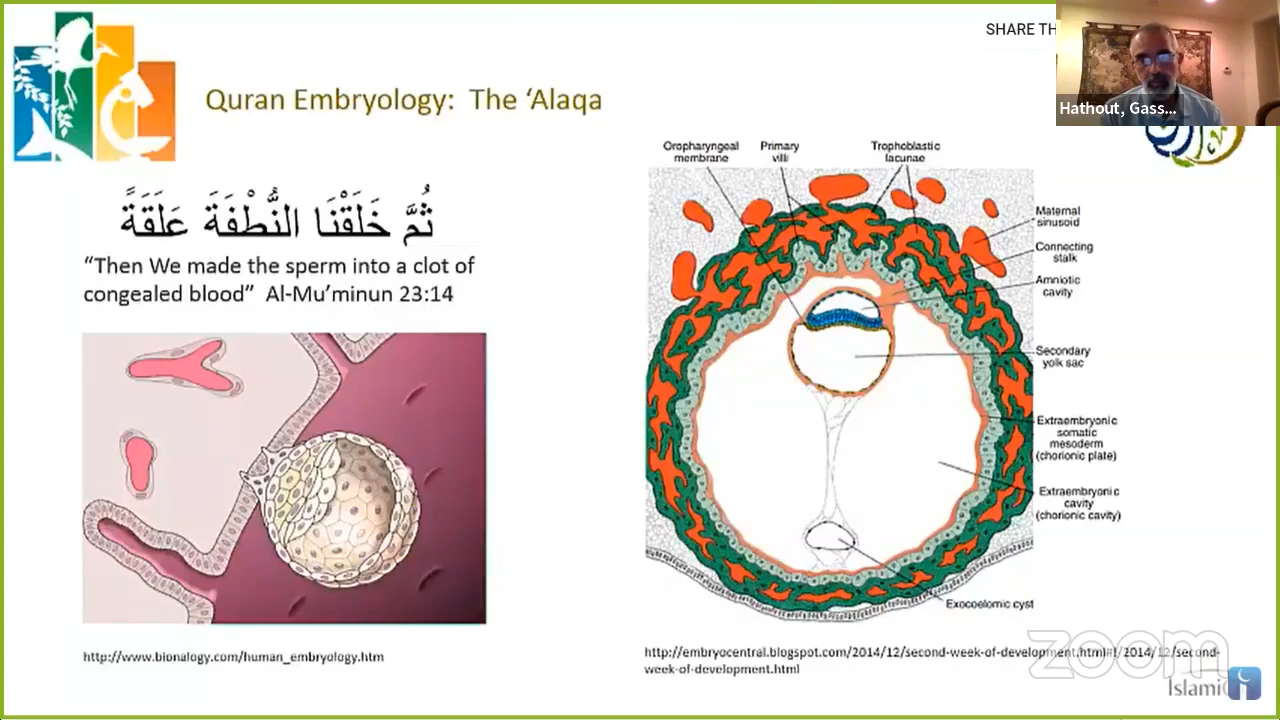 SHARE TH
Hathout, Gass...
Quran Embryology: The ‘Alaqa
ثُمَّ خَلَقْنَا النُّطْفَةَ عَلَقَةً
“Then We made the sperm into a clot of
congealed blood” Al-Mu’minun 23:14
http://www.bionalogy.com/human_embryology.htm
Oropharyngeal
membrane
Primary
villi
Trophoblastic
lacunae
Maternal
sinusoid
Connecting
stalk
Amniotic
cavity
Secondary
yolk sac
Extraembryonic
somatic
mesoderm
(chorionic plate)
Extraembryonic
cavity
(chorionic cavity)
Exocoelomic cyst
http://embryocentral.blogspot.com/2014/12/second-week-of-development.html#!/2014/12/second-
week-of-development.html
zoom
Islami